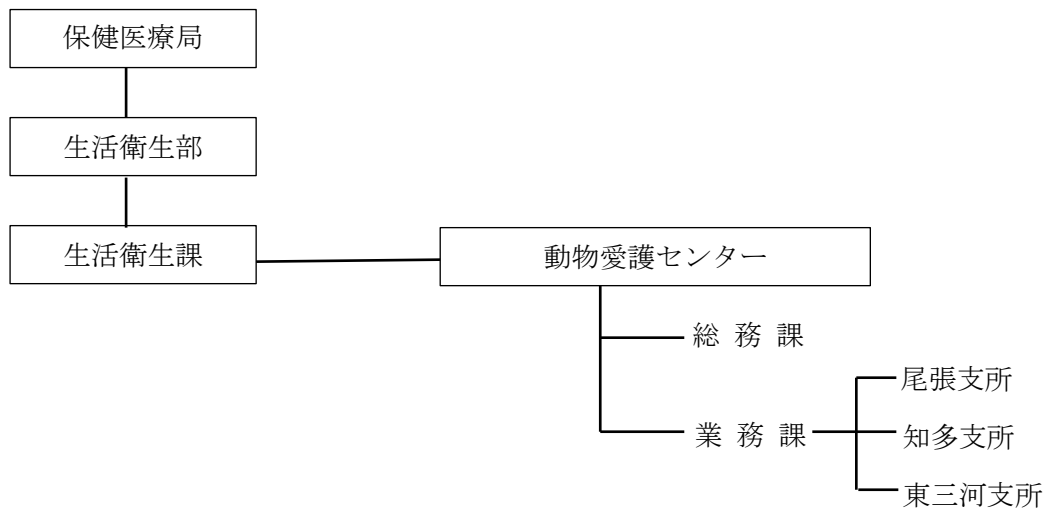 保健医療局
生活衛生部
生活衛生課
動物愛護センター
総 務 課
業 務 課
尾張支所
知多支所
東三河支所